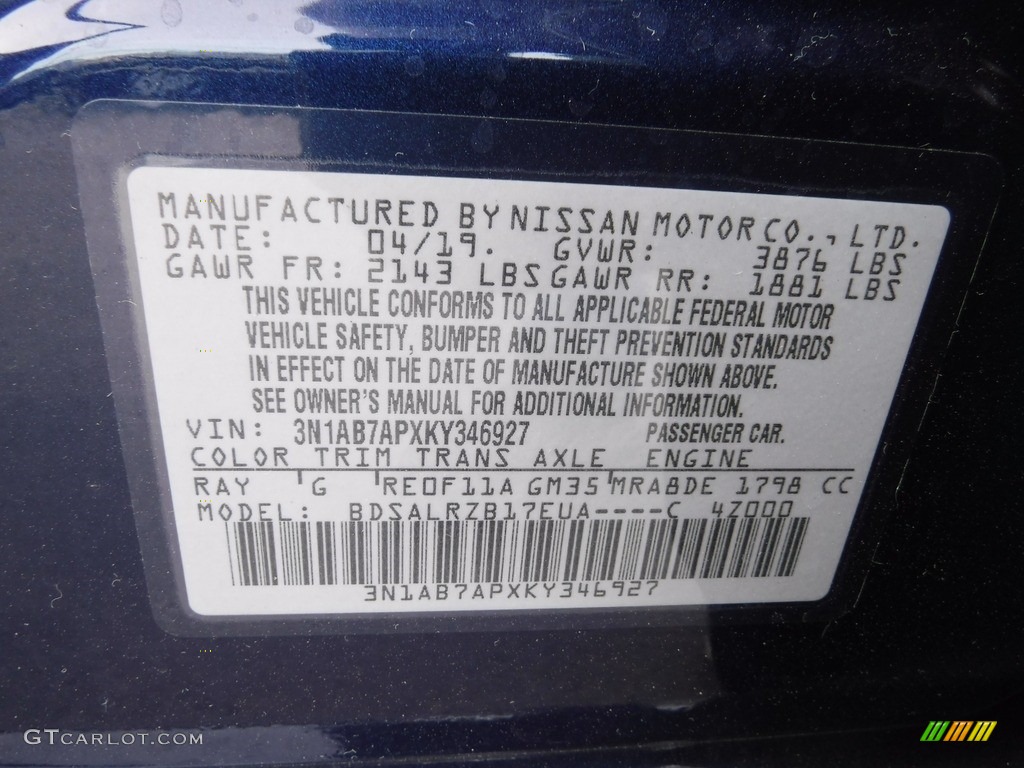 MANUFACTURED BY NISSAN MOTOR CO., LTD.
DATE: 04/19. GVWR: 3876 LBS
GAWR FR: 2143 LBS GAWR RR: 1881 LBS
THIS VEHICLE CONFORMS TO ALL APPLICABLE FEDERAL MOTOR
VEHICLE SAFETY, BUMPER AND THEFT PREVENTION STANDARDS
IN EFFECT ON THE DATE OF MANUFACTURE SHOWN ABOVE.
SEE OWNER'S MANUAL FOR ADDITIONAL INFORMATION.
VIN: 3N1AB7APXKY346927 PASSENGER CAR.
COLOR TRIM TRANS AXLE ENGINE
RAY G RE0F11A GM35 MRA8DE 1798 CC
MODEL: BDSALRZB17EUA----C 4Z000
3N1AB7APXKY346927
GTCARLOT.COM